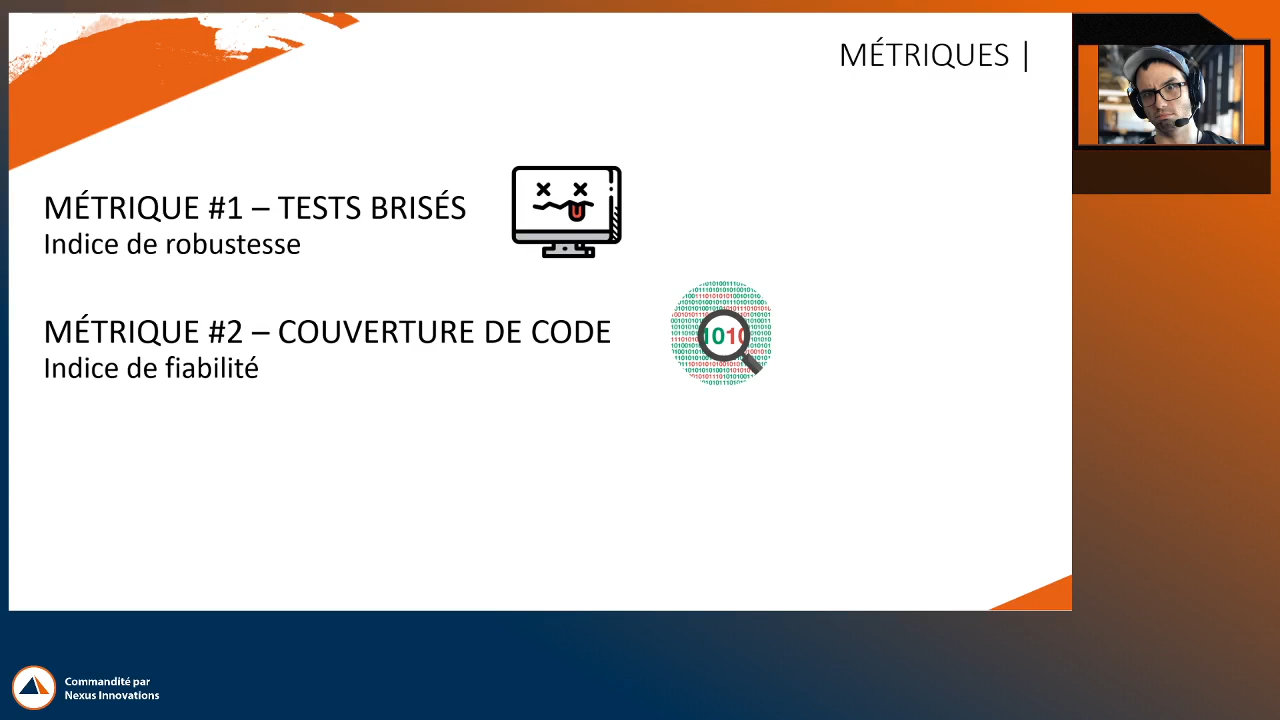 MÉTRIQUES |
MÉTRIQUE #1 – TESTS BRISÉS
Indice de robustesse
MÉTRIQUE #2 – COUVERTURE DE CODE
Indice de fiabilité
1010
Commandité par
Nexus Innovations